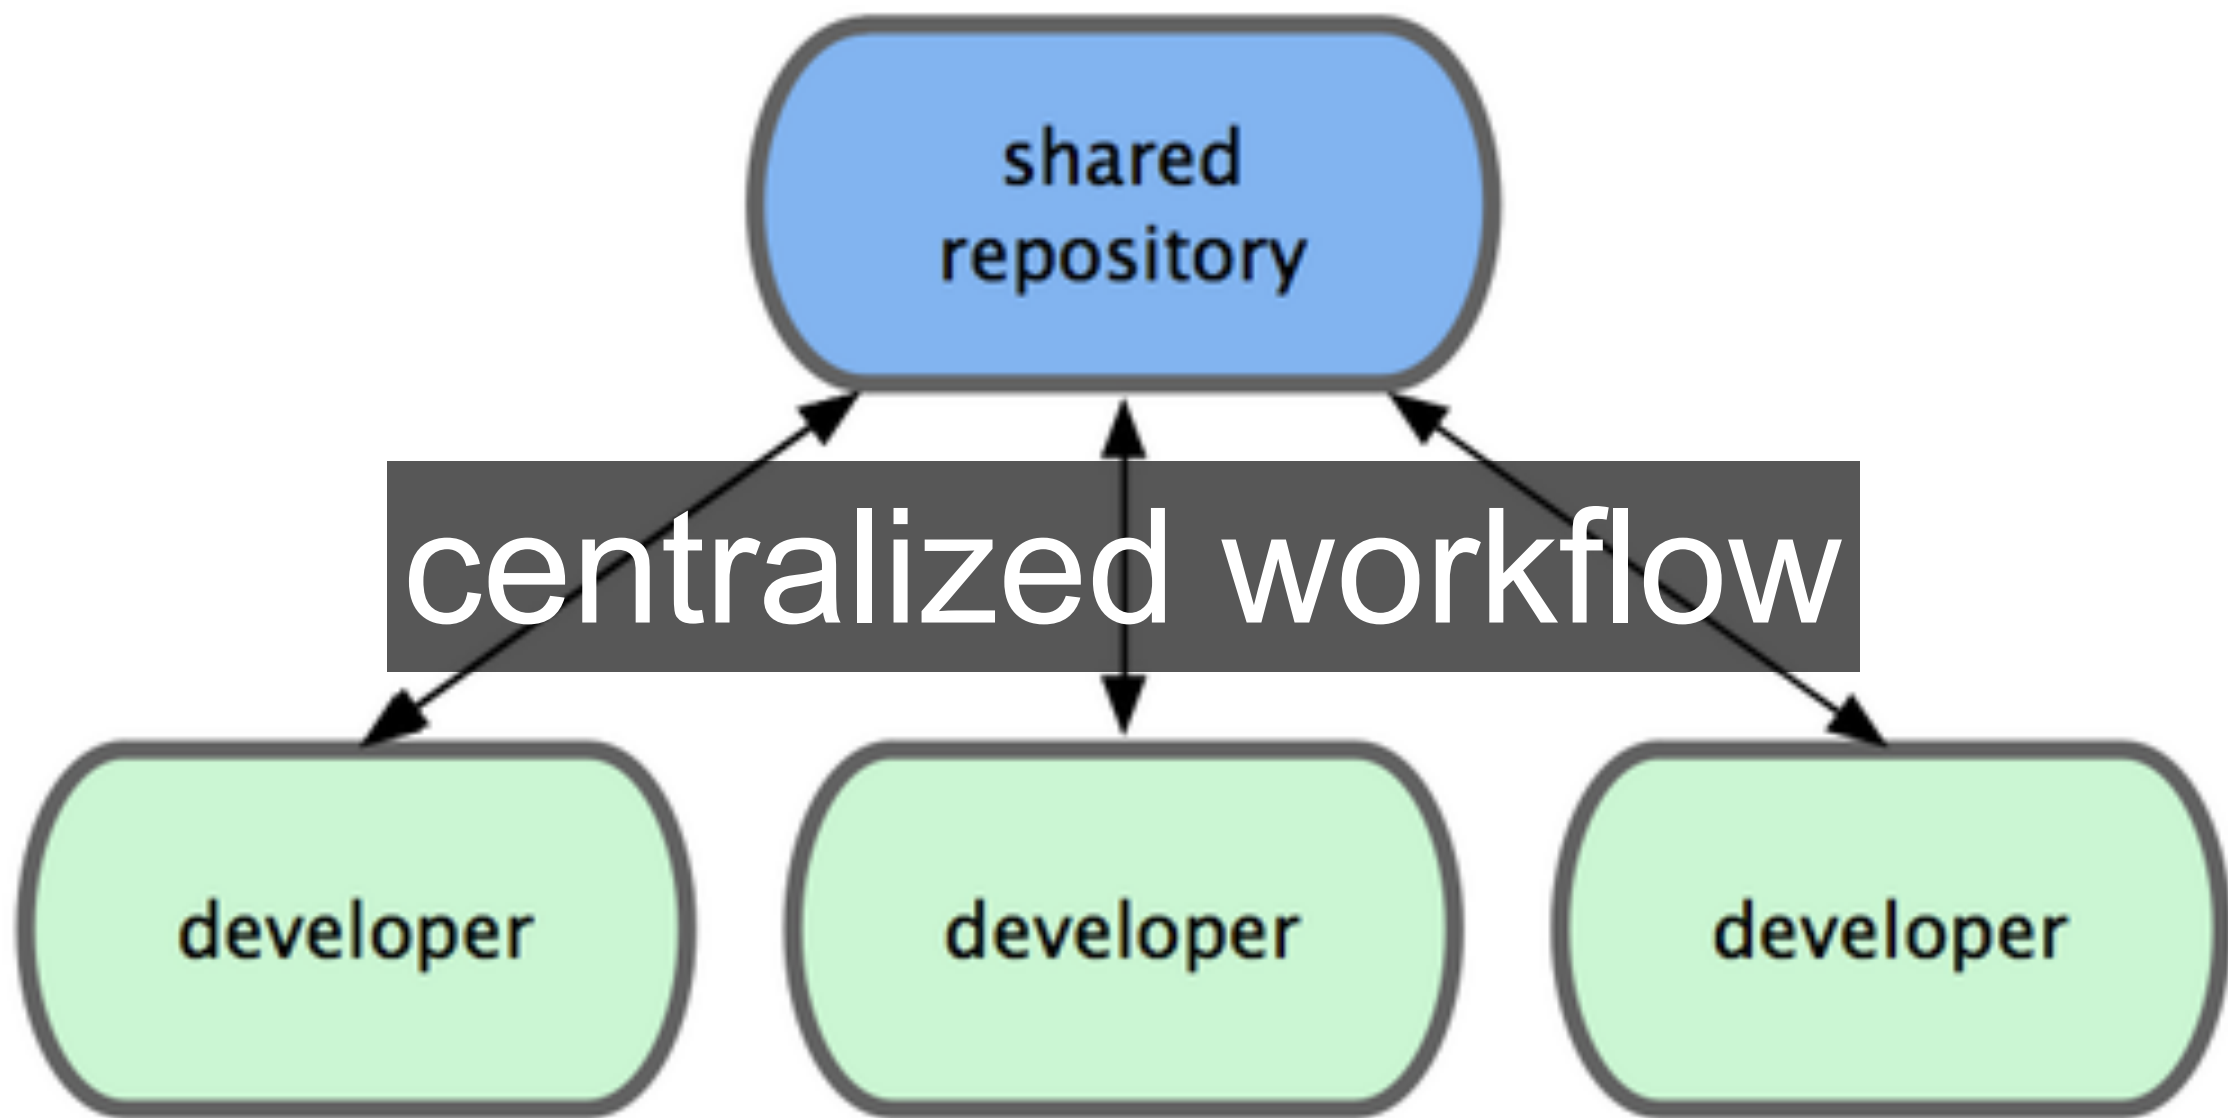 shared
repository
centralized workflow
developer
developer
developer